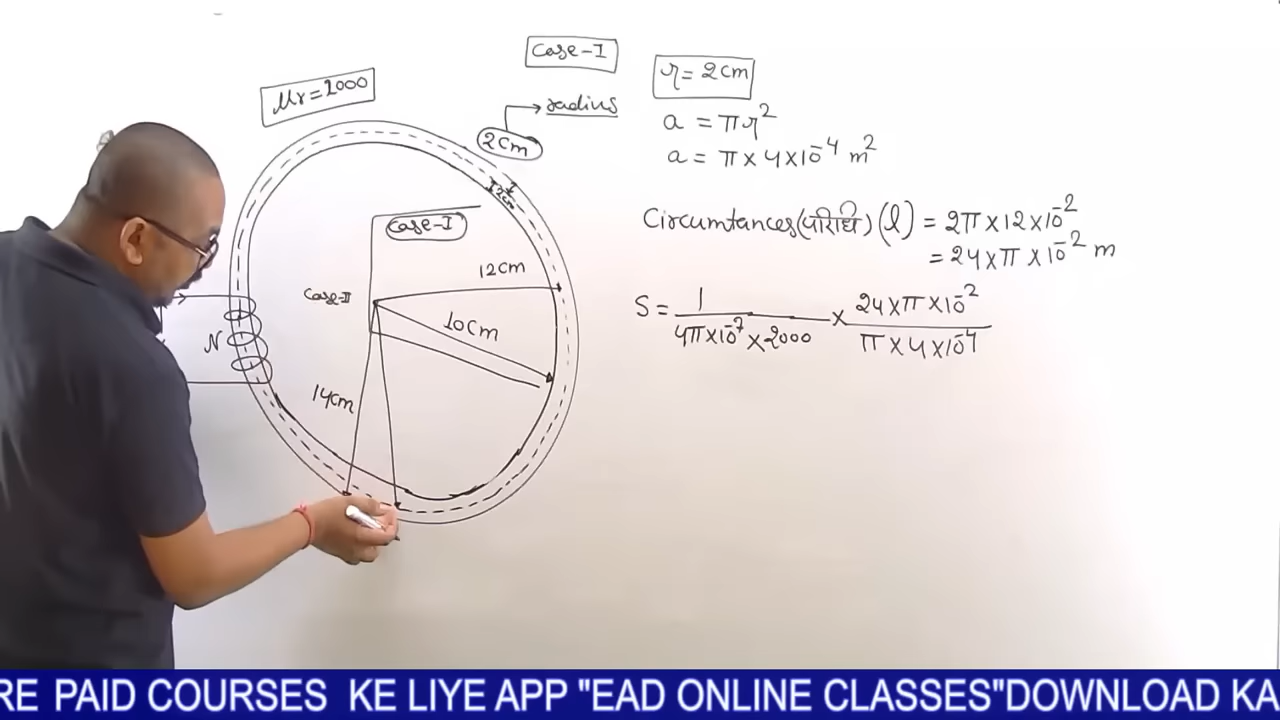 Case-I
μr=2000
radius
2cm
2cm
Case-I
12cm
Case-II
10cm
N
14cm
r=2cm
a = πr²
a = π×4×10⁻⁴ m²
Circumtances(परिधि)(l) = 2π×12×10⁻²
= 24×π×10⁻² m
S = 1/(4π×10⁻⁷×2000) × (24×π×10⁻²)/(π×4×10⁻⁴)
RE PAID COURSES KE LIYE APP "EAD ONLINE CLASSES"DOWNLOAD KA